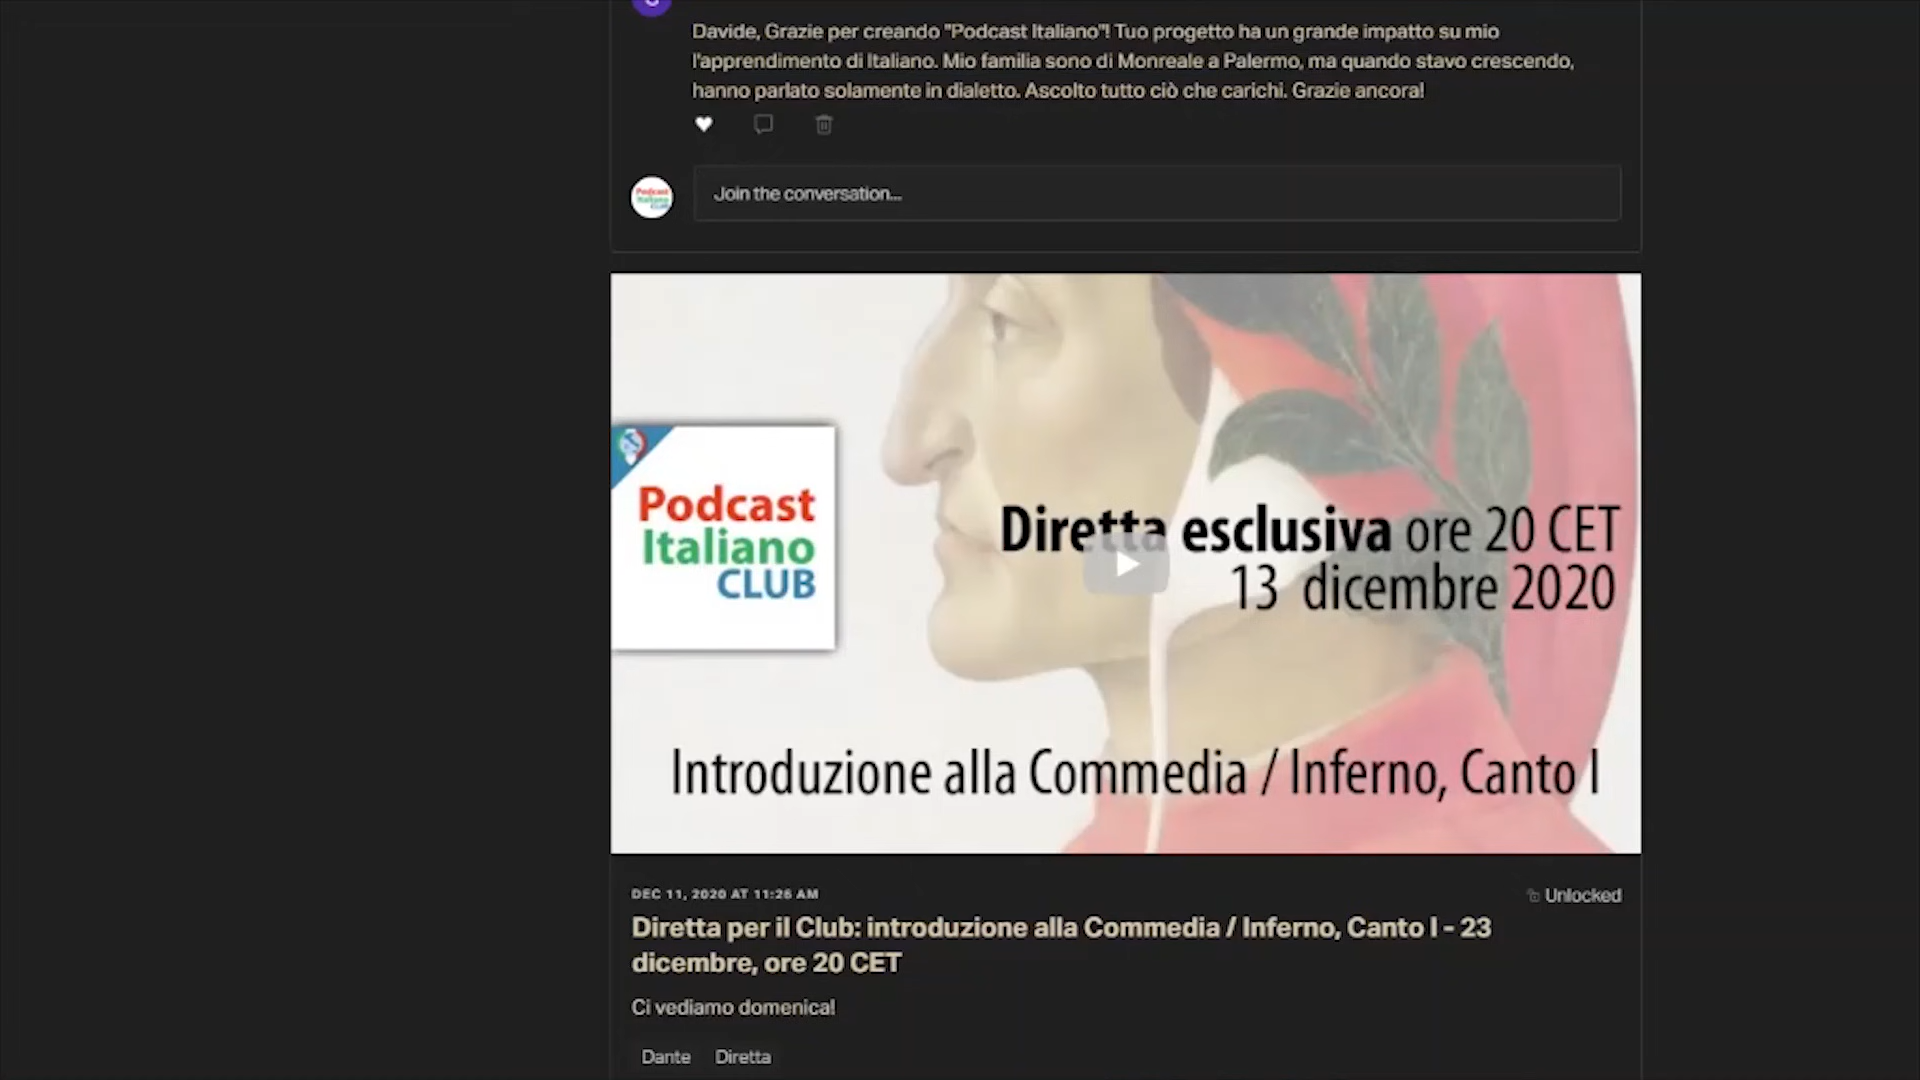 Davide, Grazie per creando "Podcast Italiano"! Tuo progetto ha un grande impatto su mio
l'apprendimento di Italiano. Mio familia sono di Monreale a Palermo, ma quando stavo crescendo,
hanno parlato solamente in dialetto. Ascolto tutto ciò che carichi. Grazie ancora!
Podcast
Italiano
CLUB
Join the conversation...
Podcast
Italiano
CLUB
Diretta esclusiva ore 20 CET
13 dicembre 2020
Introduzione alla Commedia / Inferno, Canto I
DEC 11, 2020 AT 11:26 AM
Unlocked
Diretta per il Club: introduzione alla Commedia / Inferno, Canto I - 23
dicembre, ore 20 CET
Ci vediamo domenica!
Dante Diretta